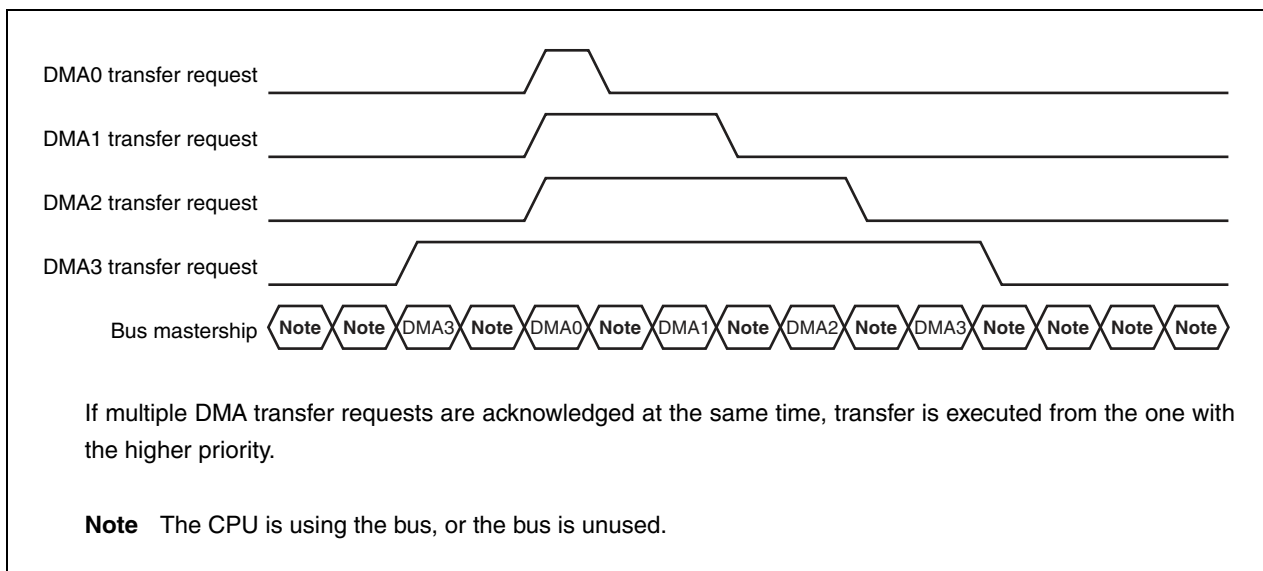 DMA0 transfer request
DMA1 transfer request
DMA2 transfer request
DMA3 transfer request
Bus mastership Note Note DMA3 Note DMA0 Note DMA1 Note DMA2 Note DMA3 Note Note Note Note
If multiple DMA transfer requests are acknowledged at the same time, transfer is executed from the one with
the higher priority.
Note The CPU is using the bus, or the bus is unused.